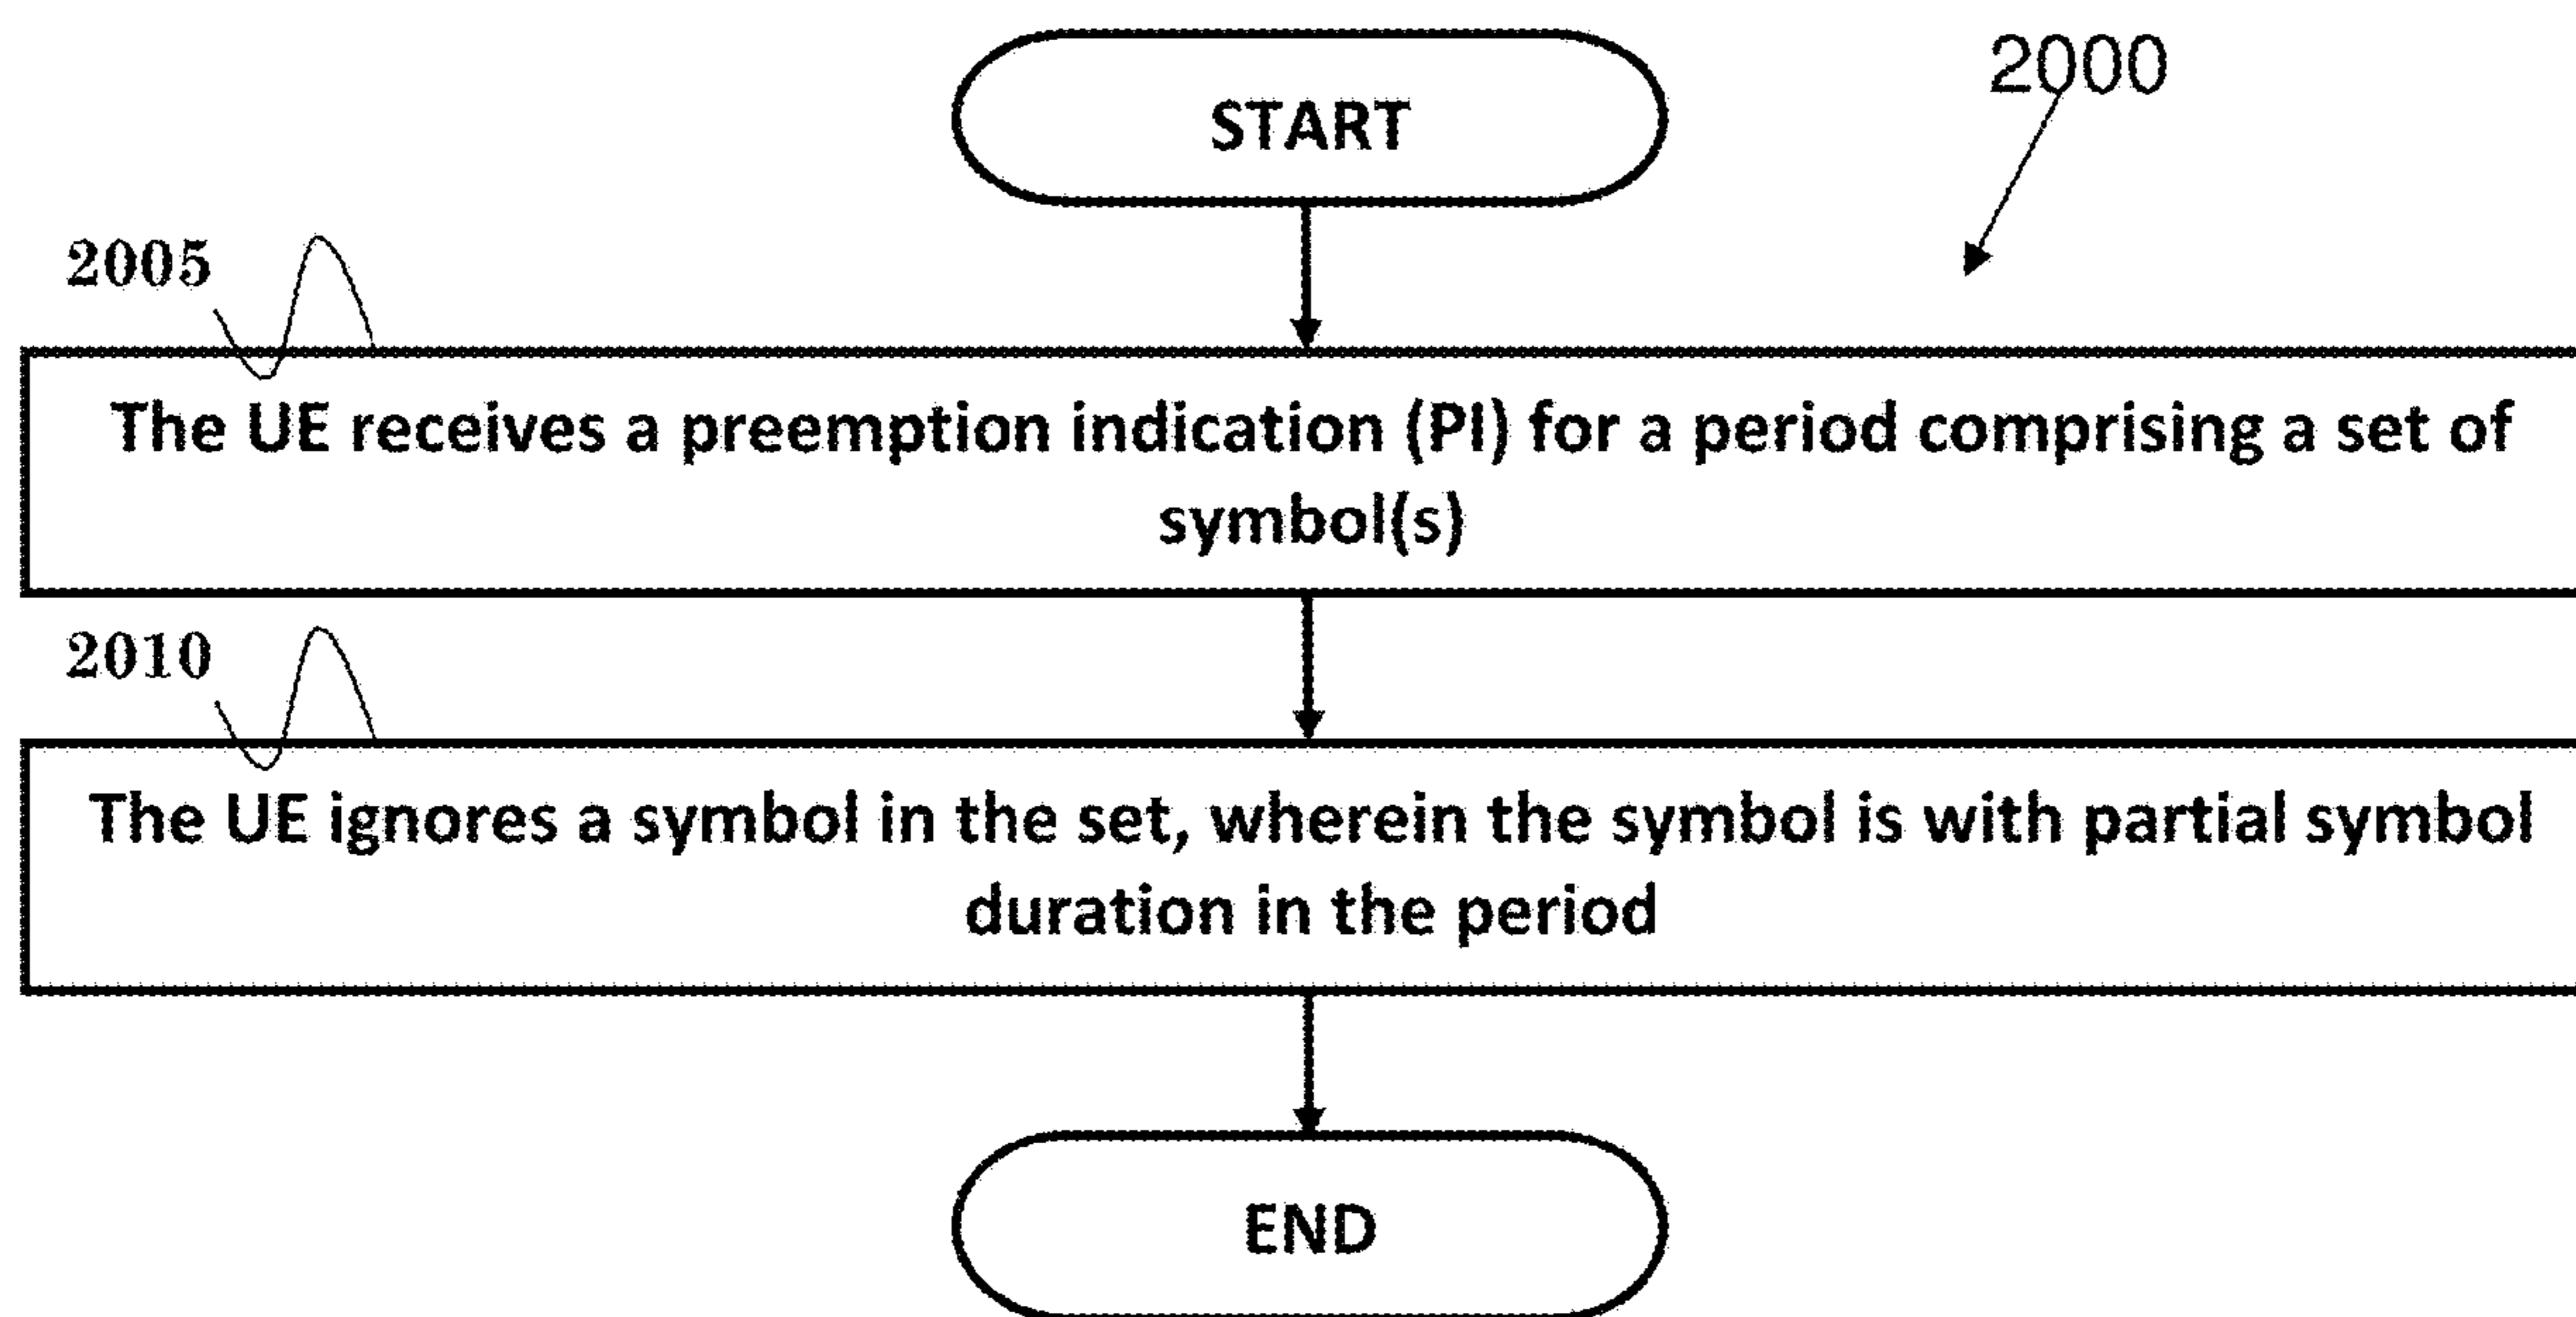 START
2000
2005
The UE receives a preemption indication (PI) for a period comprising a set of
symbol(s)
2010
The UE ignores a symbol in the set, wherein the symbol is with partial symbol
duration in the period
END